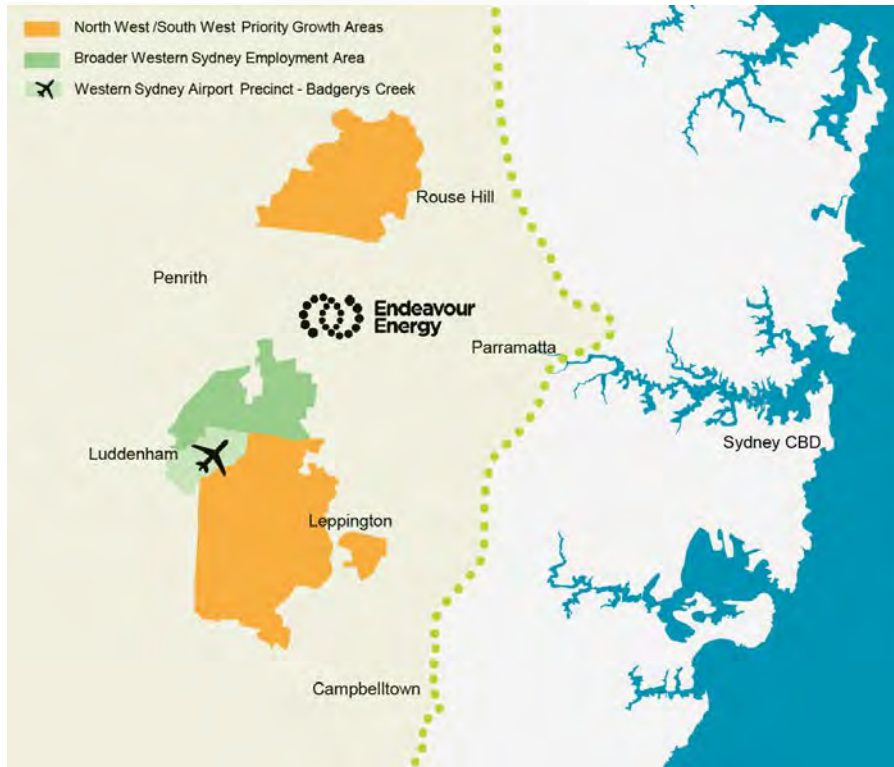 North West /South West Priority Growth Areas
Broader Western Sydney Employment Area
Western Sydney Airport Precinct - Badgerys Creek
Rouse Hill
Penrith
Endeavour
Energy
Parramatta
Sydney CBD
Luddenham
Leppington
Campbelltown